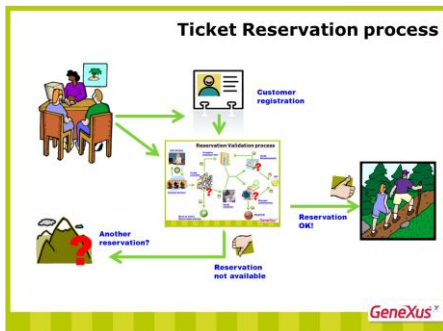 Ticket Reservation process
Customer
registration
Reservation Validation process
Another
reservation?
?
Reservation
OK!
Reservation
not available
GeneXus